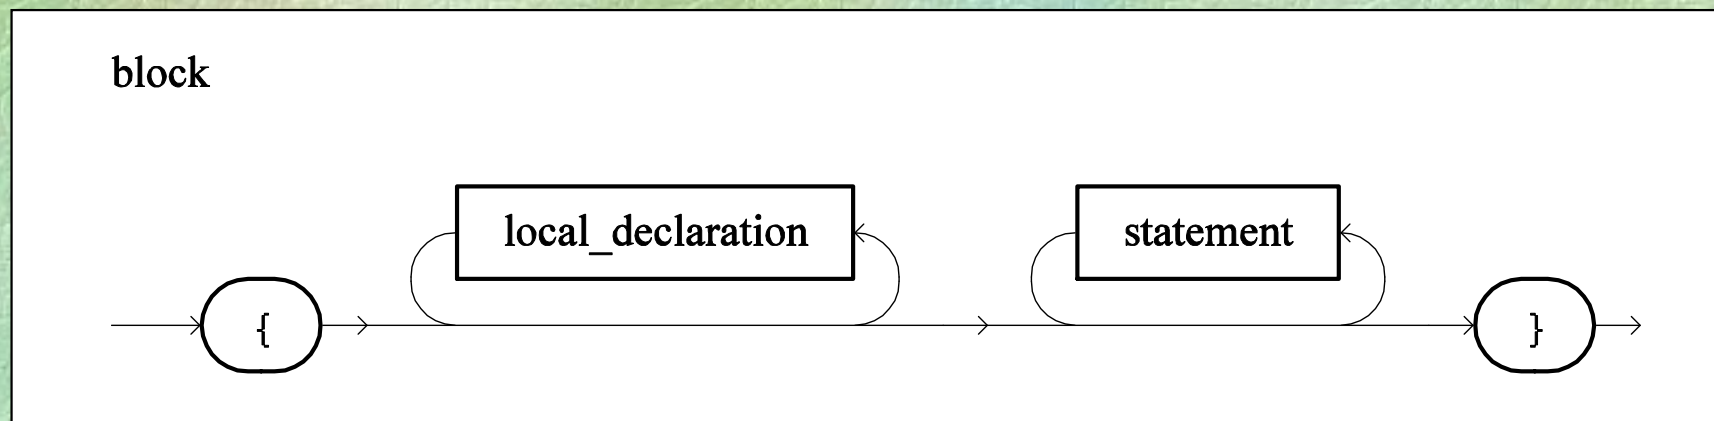 block
local_declaration
statement
{
}